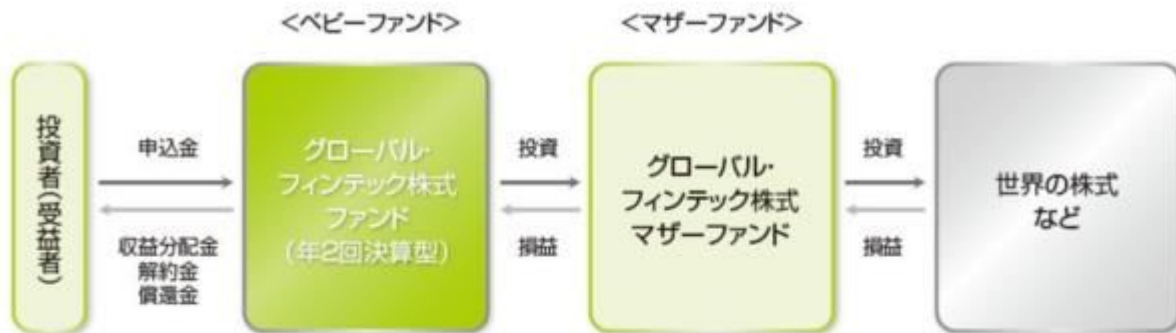 <ベビーファンド>
<マザーファンド>
投資者(受益者)
申込金
収益分配金
解約金
償還金
グローバル・
フィンテック株式
ファンド
(年2回決算型)
投資
損益
グローバル・
フィンテック株式
マザーファンド
投資
損益
世界の株式
など